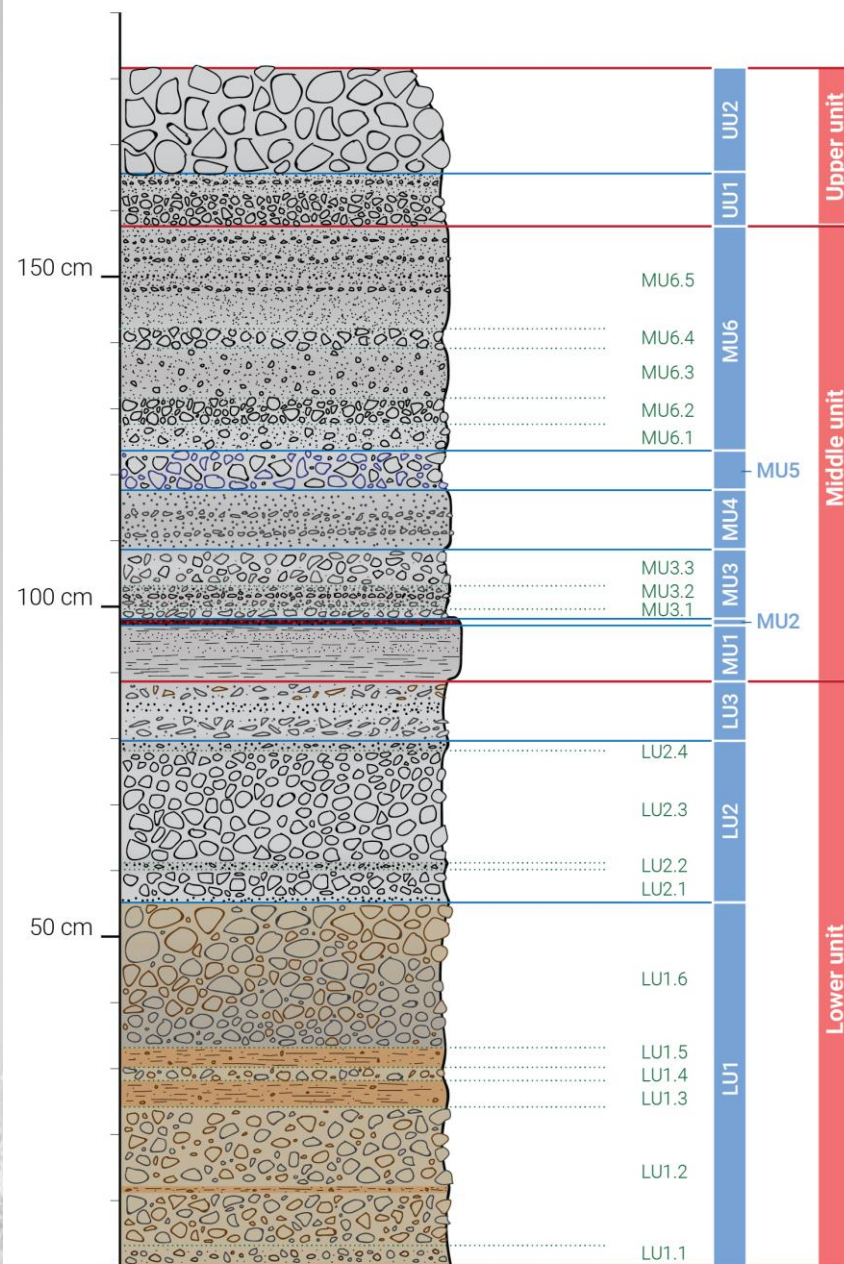 UU2
Upper unit
UU1
150 cm
MU6.5
MU6
MU6.4
MU6.3
MU6.2
MU6.1
Middle unit
MU5
MU4
MU3.3
MU3
MU3.2
100 cm
MU3.1
MU2
MU1
LU3
LU2.4
LU2.3
LU2
LU2.2
LU2.1
50 cm
LU1.6
Lower unit
LU1.5
LU1.4
LU1.3
LU1
LU1.2
LU1.1